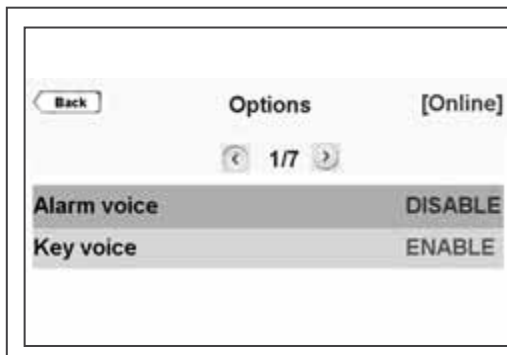 Back Options [Online]
1/7
Alarm voice DISABLE
Key voice ENABLE